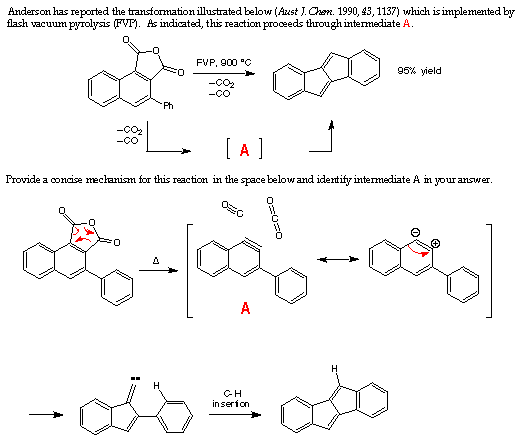 Anderson has reported the transformation illustrated below (Aust J. Chem. 1990, 43, 1137) which is implemented by
flash vacuum pyrolysis (FVP). As indicated, this reaction proceeds through intermediate A.
O O O
Ph
FVP, 900 °C
–CO2
–CO
95% yield
–CO2
–CO
[ A ]
Provide a concise mechanism for this reaction in the space below and identify intermediate A in your answer.
O O O
Δ
O C
O C O
A
⊖ ⊕
H
C-H
insertion
H